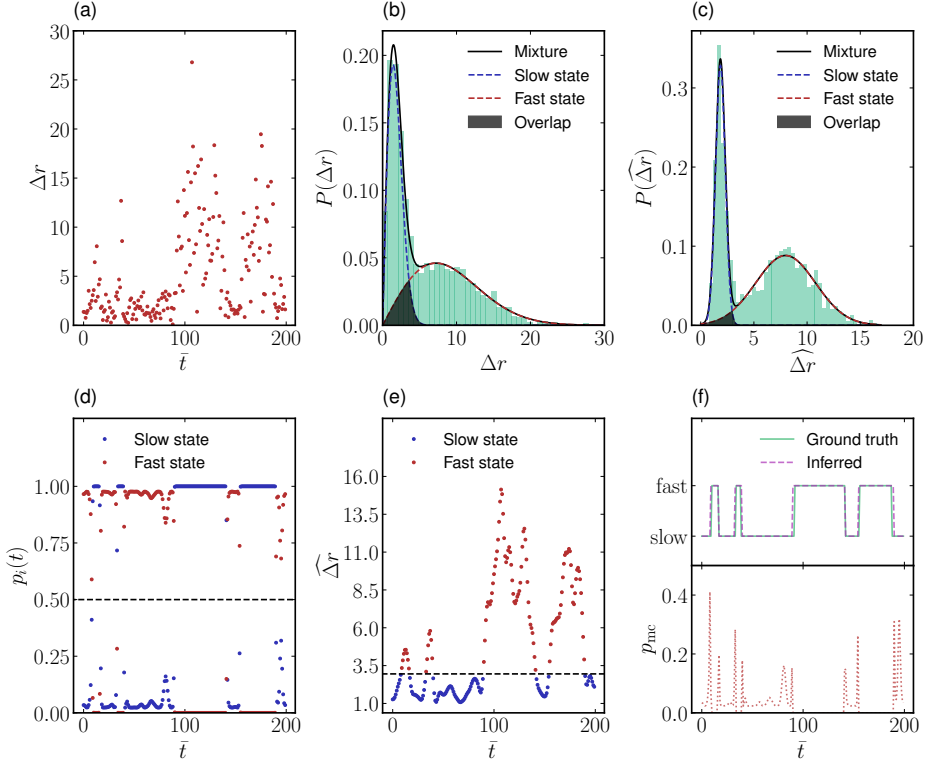 (a)
30
25
20
15
10
5
0
Δr
0
100
200
t̄
(b)
0.20
0.15
0.10
0.05
0.00
P(Δr)
Mixture
Slow state
Fast state
Overlap
0
10
20
30
Δr
(c)
0.3
0.2
0.1
0.0
P(Δ̂r)
Mixture
Slow state
Fast state
Overlap
0
5
10
15
20
Δ̂r
(d)
Slow state
Fast state
1.00
0.75
0.50
0.25
0.00
pᵢ(t)
0
100
200
t̄
(e)
Slow state
Fast state
16.0
13.5
11.0
8.5
6.0
3.5
1.0
Δ̂r
0
100
200
t̄
(f)
Ground truth
Inferred
fast
slow
0.4
0.2
0.0
p_mc
0
100
200
t̄